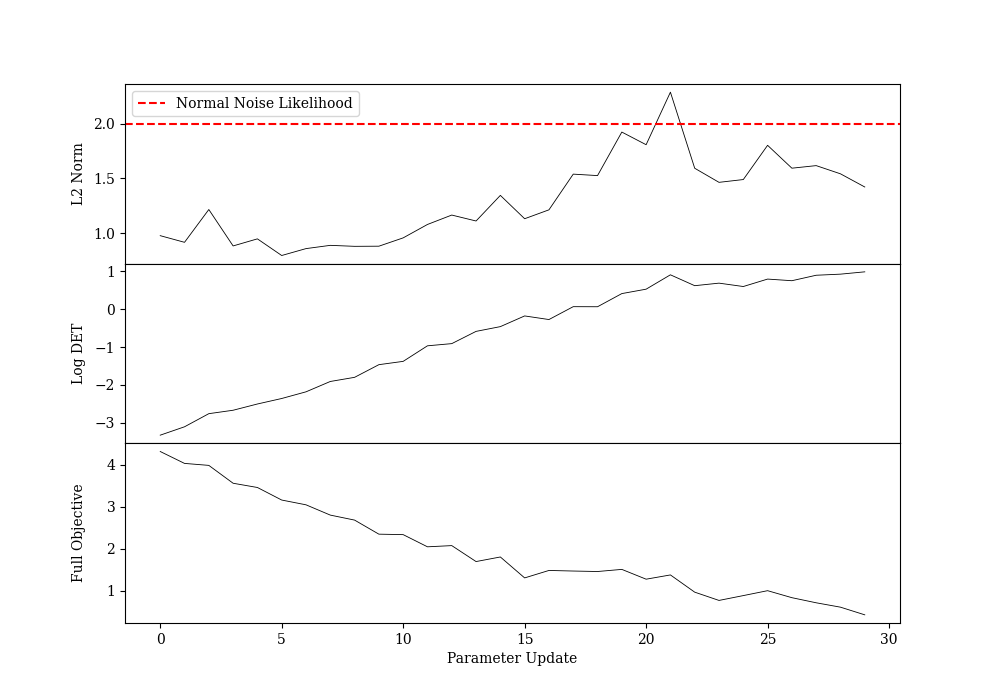 Normal Noise Likelihood
2.0
1.5
1.0
L2 Norm
1
0
−1
−2
−3
Log DET
4
3
2
1
Full Objective
0 5 10 15 20 25 30
Parameter Update